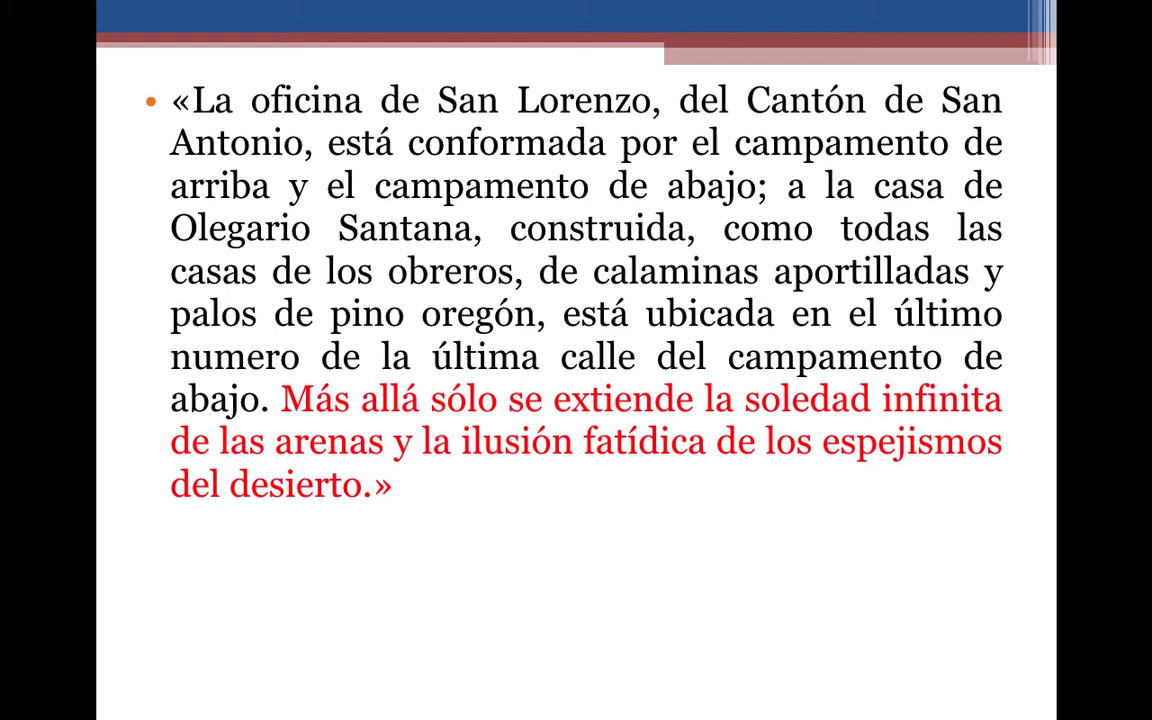 • «La oficina de San Lorenzo, del Cantón de San
Antonio, está conformada por el campamento de
arriba y el campamento de abajo; a la casa de
Olegario Santana, construida, como todas las
casas de los obreros, de calaminas aportilladas y
palos de pino oregón, está ubicada en el último
numero de la última calle del campamento de
abajo. Más allá sólo se extiende la soledad infinita
de las arenas y la ilusión fatídica de los espejismos
del desierto.»